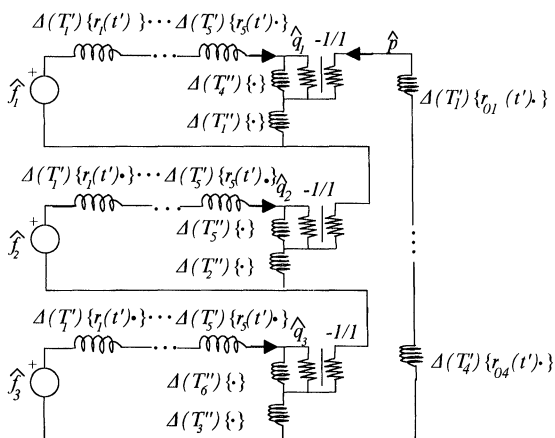 Δ(T₁′){r₁(t′) }···Δ(T₅′){r₅(t′)·}
q̂₁ -1/1 p̂
+
f̂₁
Δ(T₄″){·}
Δ(T₁′){r₀₁ (t′)·}
Δ(T₁″){·}
Δ(T₁′){r₁(t′)·}···Δ(T₅′){r₅(t′)·}
q̂₂ -1/1
+
f̂₂
Δ(T₅″){·}
Δ(T₂″){·}
Δ(T₁′){r₁(t′)·}···Δ(T₅′){r₅(t′)·}
q̂₃ -1/1
+
f̂₃
Δ(T₄′){r₀₄(t′)·}
Δ(T₆″){·}
Δ(T₃″){·}